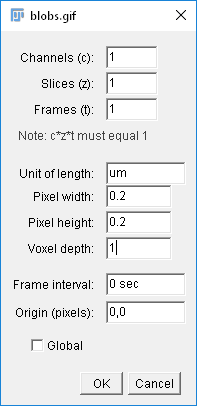 blobs.gif
Channels (c): 1
Slices (z): 1
Frames (t): 1
Note: c*z*t must equal 1
Unit of length: um
Pixel width: 0.2
Pixel height: 0.2
Voxel depth: 1
Frame interval: 0 sec
Origin (pixels): 0,0
Global
OK Cancel